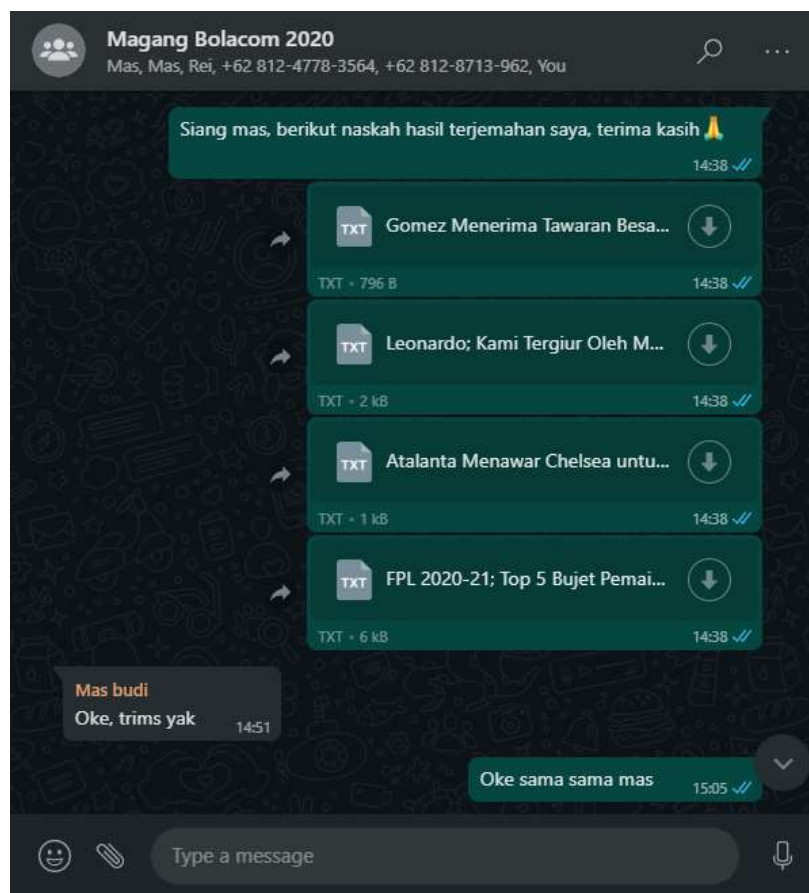 Magang Bolacom 2020
Mas, Mas, Rei, +62 812-4778-3564, +62 812-8713-962, You
Siang mas, berikut naskah hasil terjemahan saya, terima kasih 🙏
14:38
TXT Gomez Menerima Tawaran Besa...
TXT • 796 B 14:38
TXT Leonardo; Kami Tergiur Oleh M...
TXT • 2 kB 14:38
TXT Atalanta Menawar Chelsea untu...
TXT • 1 kB 14:38
TXT FPL 2020-21; Top 5 Bujet Pemai...
TXT • 6 kB 14:38
Mas budi
Oke, trims yak 14:51
Oke sama sama mas 15:05
Type a message